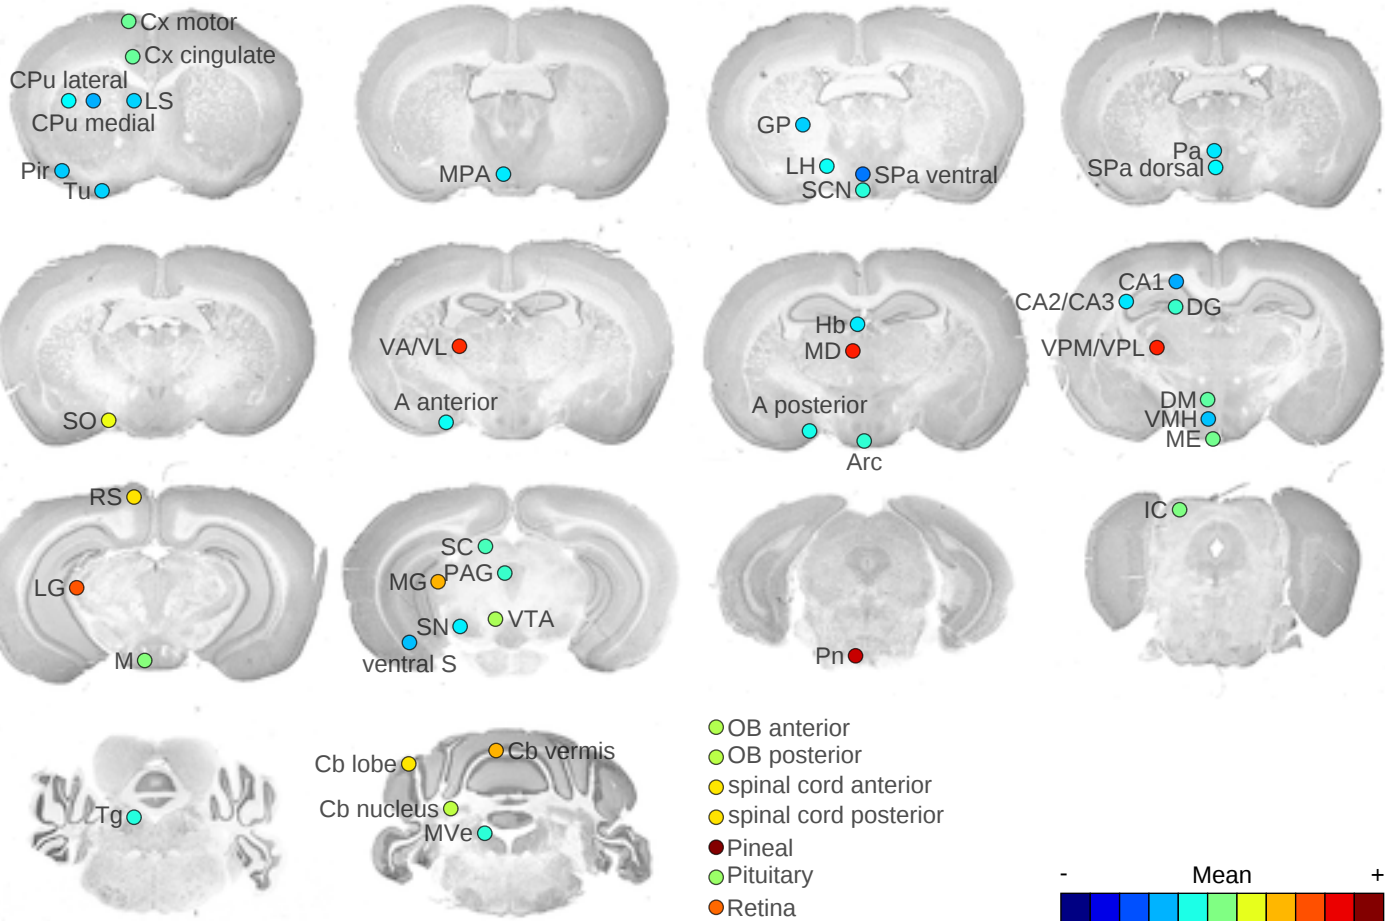 Cx motor
Cx cingulate
CPu lateral
LS
CPu medial
Pir
Tu
MPA
GP
LH
SPa ventral
SCN
Pa
SPa dorsal
SO
VA/VL
A anterior
Hb
MD
A posterior
Arc
CA1
CA2/CA3
DG
VPM/VPL
DM
VMH
ME
RS
LG
M
SC
PAG
MG
VTA
SN
ventral S
Pn
IC
Tg
Cb lobe
Cb vermis
Cb nucleus
MVe
OB anterior
OB posterior
spinal cord anterior
spinal cord posterior
Pineal
Pituitary
Retina
- Mean +